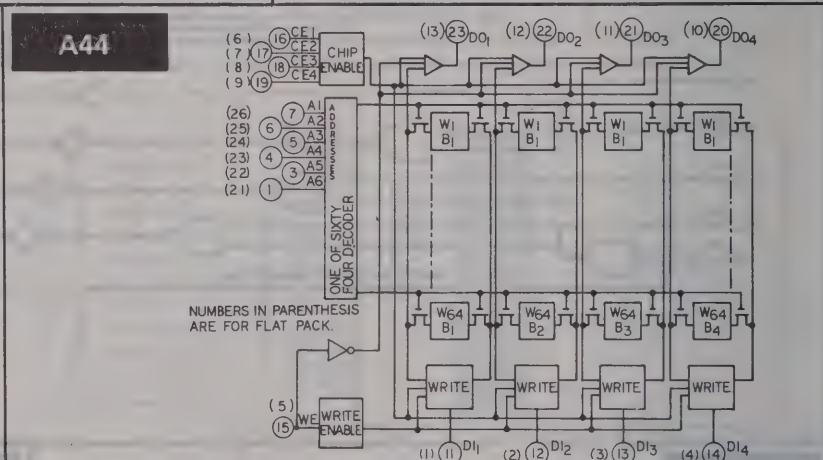 A44
(6) 16 CE1
(7) 17 CE2
(8) 18 CE3
(9) 19 CE4
CHIP ENABLE
(13) 23 DO1
(12) 22 DO2
(11) 21 DO3
(10) 20 DO4
(26) 7 A1
(25) 6 A2
(24) 5 A3
(23) 4 A4
(22) 3 A5
(21) 1 A6
ADDRESSES
ONE OF SIXTY
FOUR DECODER
W1 B1
W1 B1
W1 B1
W1 B1
NUMBERS IN PARENTHESIS
ARE FOR FLAT PACK.
W64 B1
W64 B2
W64 B3
W64 B4
WRITE
WRITE
WRITE
WRITE
(5)
15 WE
WRITE ENABLE
(1) 11 DI1
(2) 12 DI2
(3) 13 DI3
(4) 14 DI4